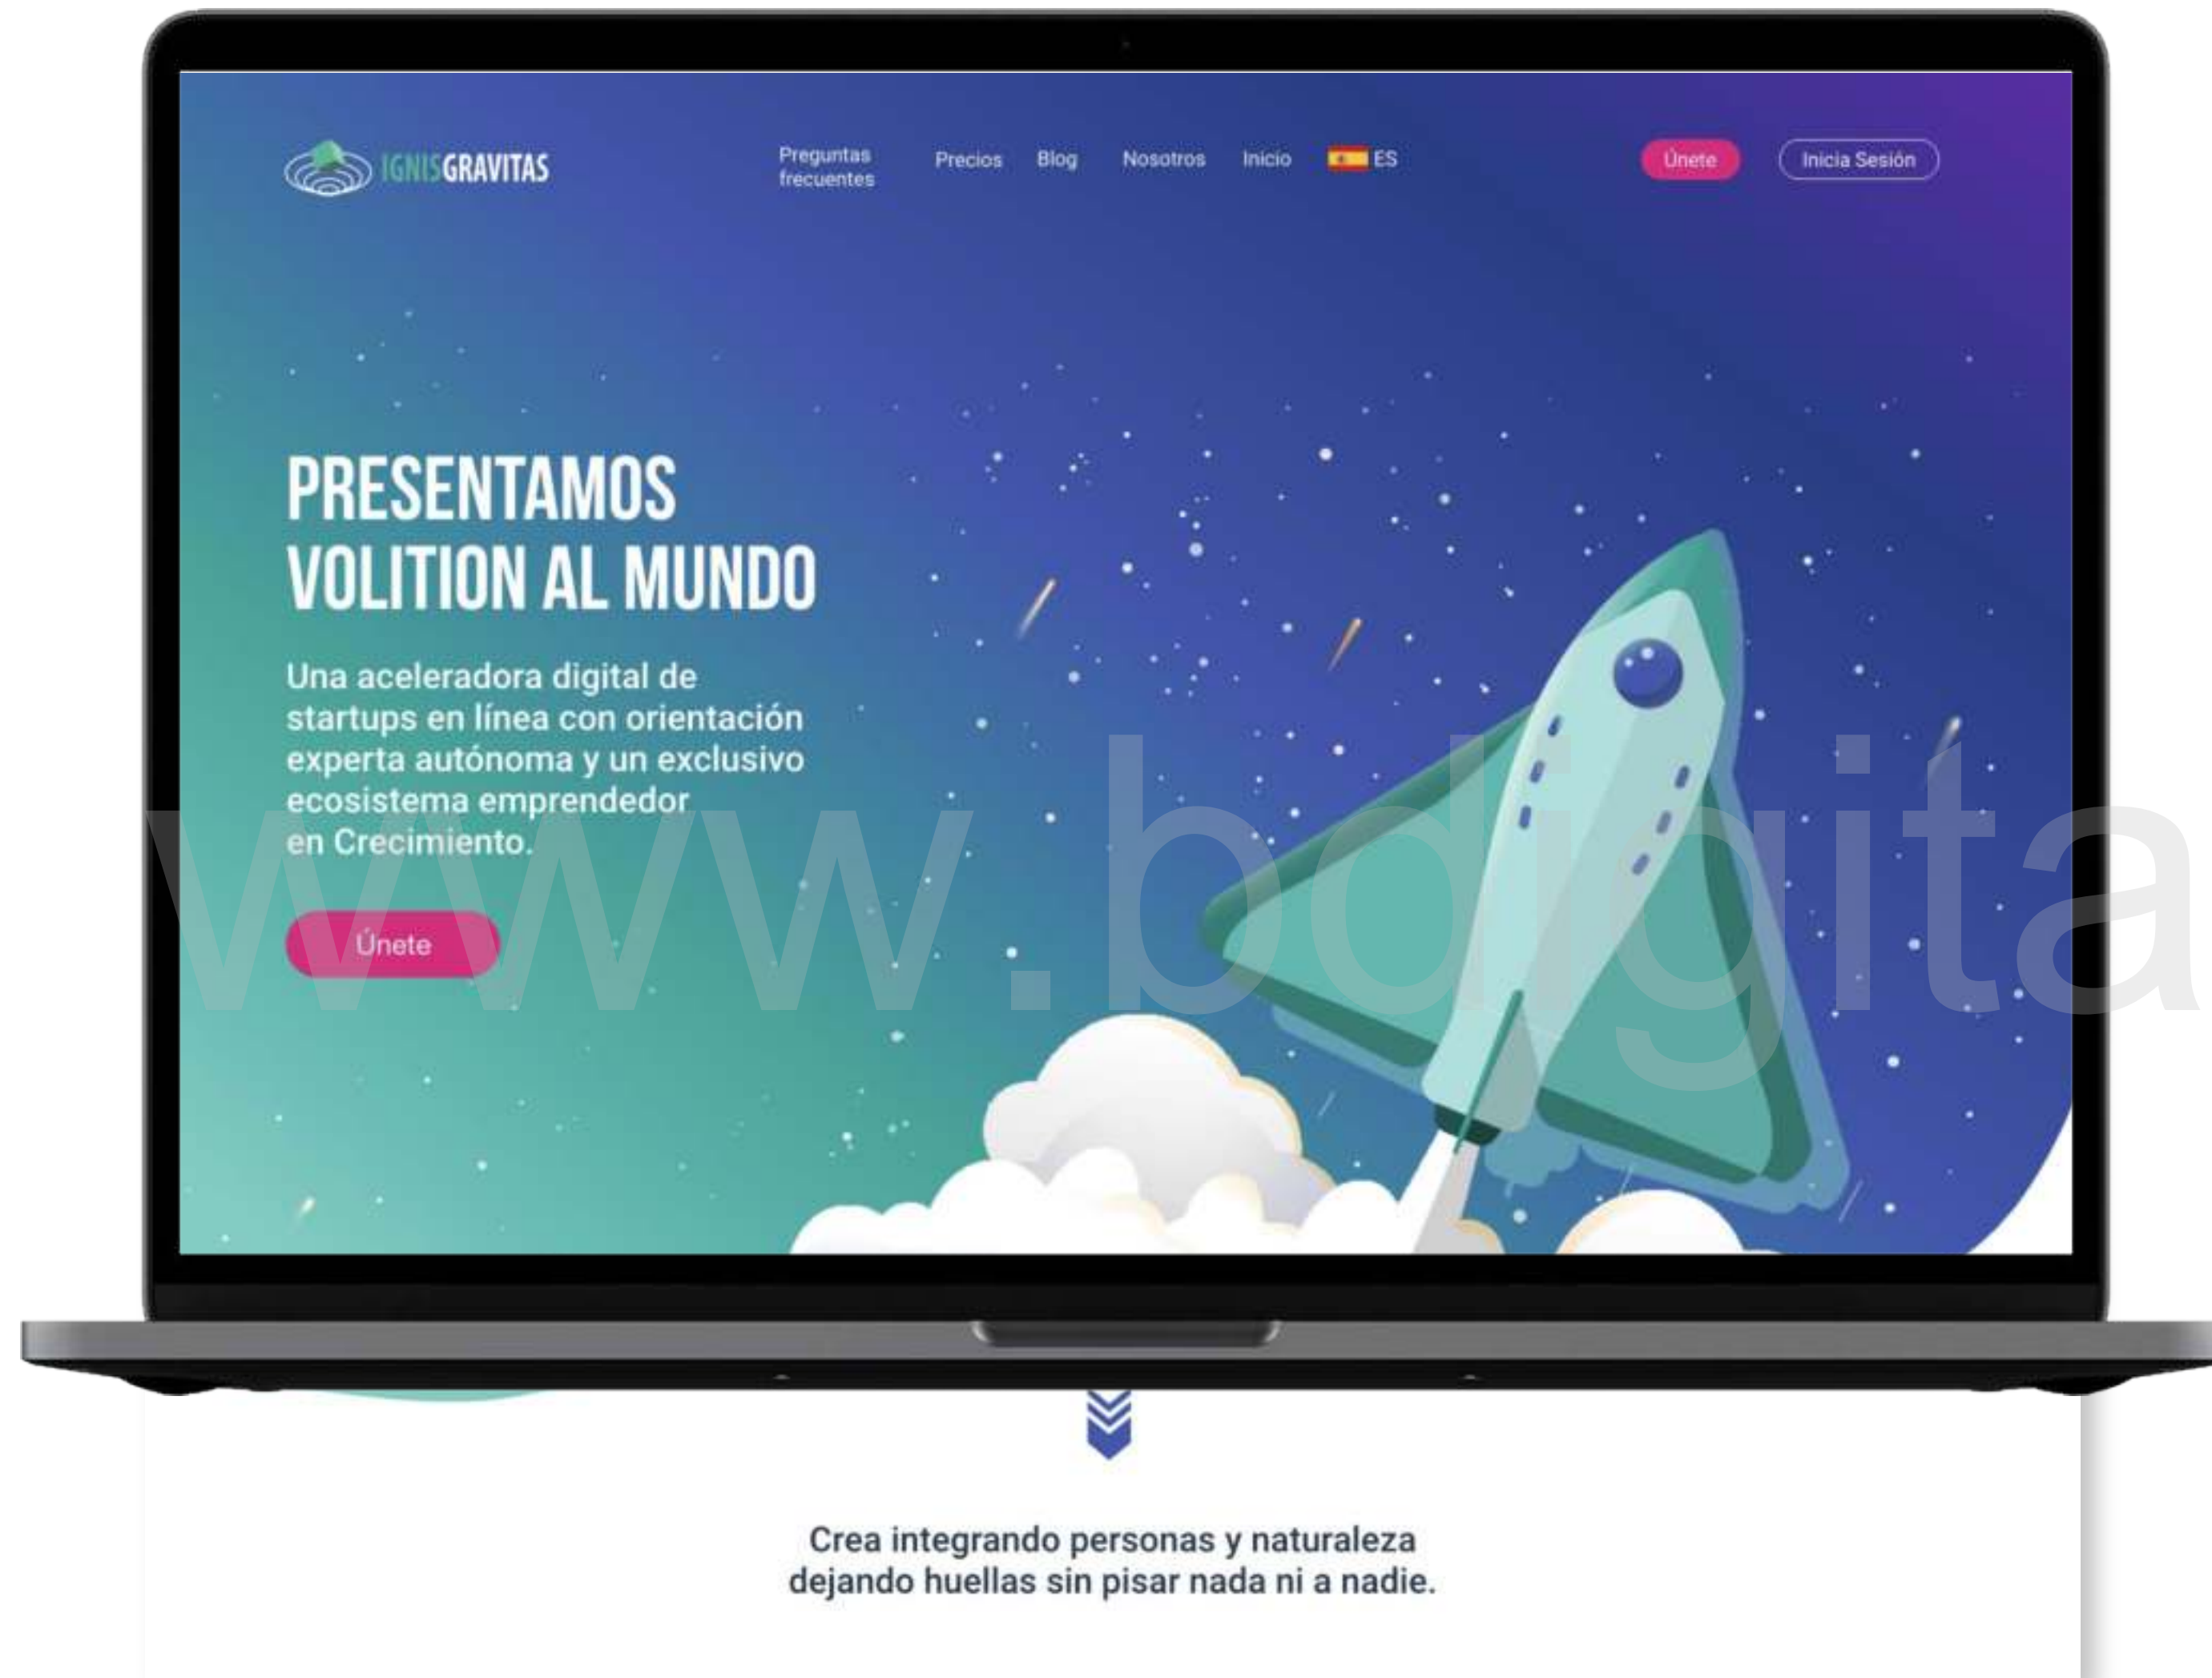 IGNISGRAVITAS
Preguntas
frecuentes
Precios
Blog
Nosotros
Inicio
ES
Únete
Inicia Sesión
PRESENTAMOS
VOLITION AL MUNDO
Una aceleradora digital de
startups en línea con orientación
experta autónoma y un exclusivo
ecosistema emprendedor
en Crecimiento.
www.bdigita
Únete
Crea integrando personas y naturaleza
dejando huellas sin pisar nada ni a nadie.